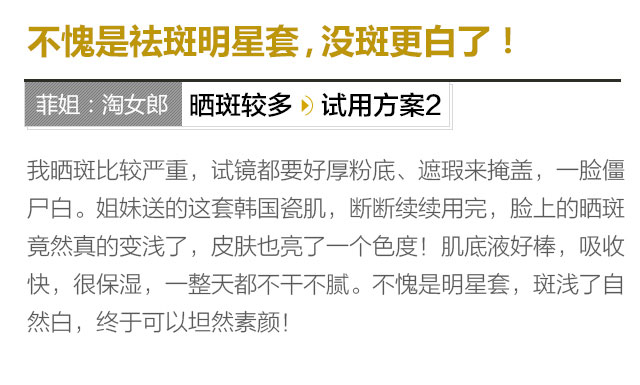 不愧是祛斑明星套，没斑更白了！
菲姐：淘女郎 晒斑较多 试用方案2
我晒斑比较严重，试镜都要好厚粉底、遮瑕来掩盖，一脸僵
尸白。姐妹送的这套韩国瓷肌，断断续续用完，脸上的晒斑
竟然真的变浅了，皮肤也亮了一个色度！肌底液好棒，吸收
快，很保湿，一整天都不干不腻。不愧是明星套，斑浅了自
然白，终于可以坦然素颜！